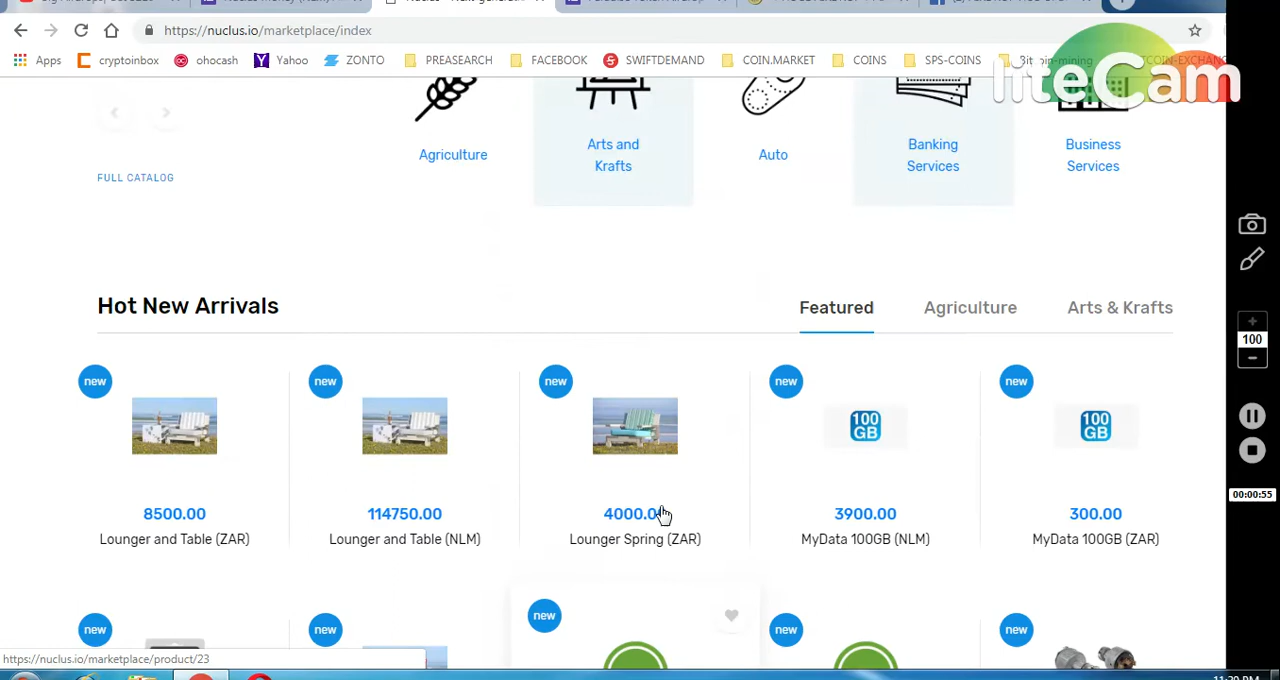 https://nuclus.io/marketplace/index
Apps cryptoinbox ohocash Yahoo ZONTO PREASEARCH FACEBOOK SWIFTDEMAND COIN.MARKET COINS SPS-COINS
liteCam
Agriculture
Arts and
Krafts
Auto
Banking
Services
Business
Services
FULL CATALOG
Hot New Arrivals
Featured Agriculture Arts & Krafts
new new new new new
100 GB 100 GB
8500.00 114750.00 4000.00 3900.00 300.00
Lounger and Table (ZAR) Lounger and Table (NLM) Lounger Spring (ZAR) MyData 100GB (NLM) MyData 100GB (ZAR)
new new new new new
https://nuclus.io/marketplace/product/23
100
00:00:55